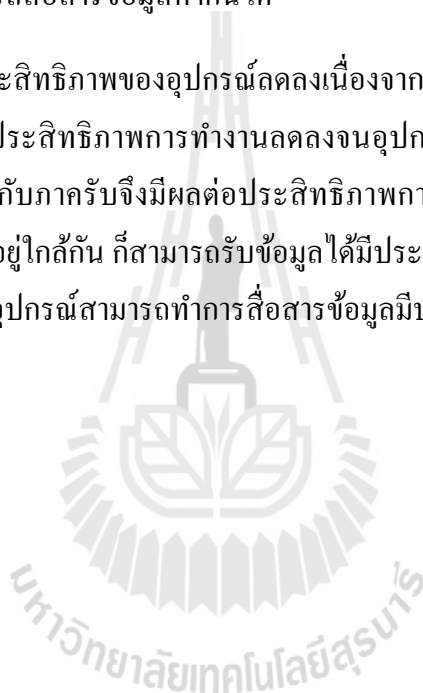 ประสิทธิภาพของอุปกรณ์ลดลงเนื่องจาก
ประสิทธิภาพการทำงานลดลงจนอุปก
กับภาครับจึงมีผลต่อประสิทธิภาพกา
อยู่ใกล้กัน ก็สามารถรับข้อมูลได้มีประ
อุปกรณ์สามารถทำการสื่อสารข้อมูลมีป
มหาวิทยาลัยเทคโนโลยีสุรนารี